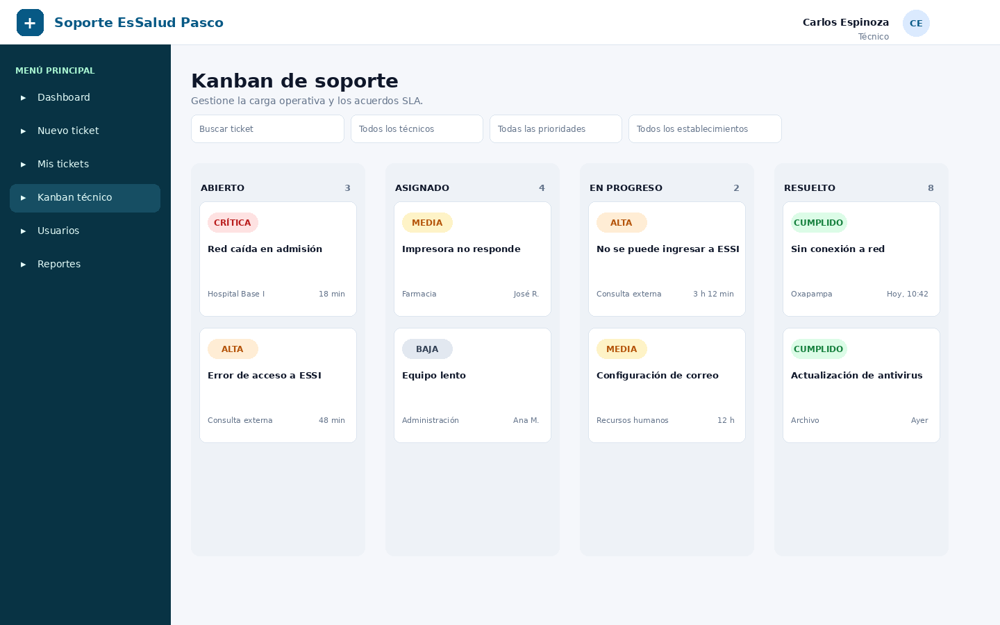 + Soporte EsSalud Pasco
Carlos Espinoza
Técnico
CE
MENÚ PRINCIPAL
▸ Dashboard
▸ Nuevo ticket
▸ Mis tickets
▸ Kanban técnico
▸ Usuarios
▸ Reportes
Kanban de soporte
Gestione la carga operativa y los acuerdos SLA.
Buscar ticket
Todos los técnicos
Todas las prioridades
Todos los establecimientos
ABIERTO 3
CRÍTICA
Red caída en admisión
Hospital Base I 18 min
ALTA
Error de acceso a ESSI
Consulta externa 48 min
ASIGNADO 4
MEDIA
Impresora no responde
Farmacia José R.
BAJA
Equipo lento
Administración Ana M.
EN PROGRESO 2
ALTA
No se puede ingresar a ESSI
Consulta externa 3 h 12 min
MEDIA
Configuración de correo
Recursos humanos 12 h
RESUELTO 8
CUMPLIDO
Sin conexión a red
Oxapampa Hoy, 10:42
CUMPLIDO
Actualización de antivirus
Archivo Ayer